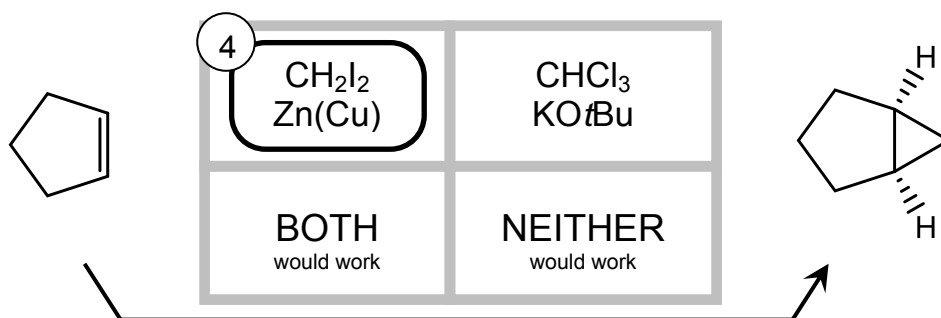 4
CH₂I₂
Zn(Cu)
CHCl₃
KOtBu
BOTH
would work
NEITHER
would work
H
H